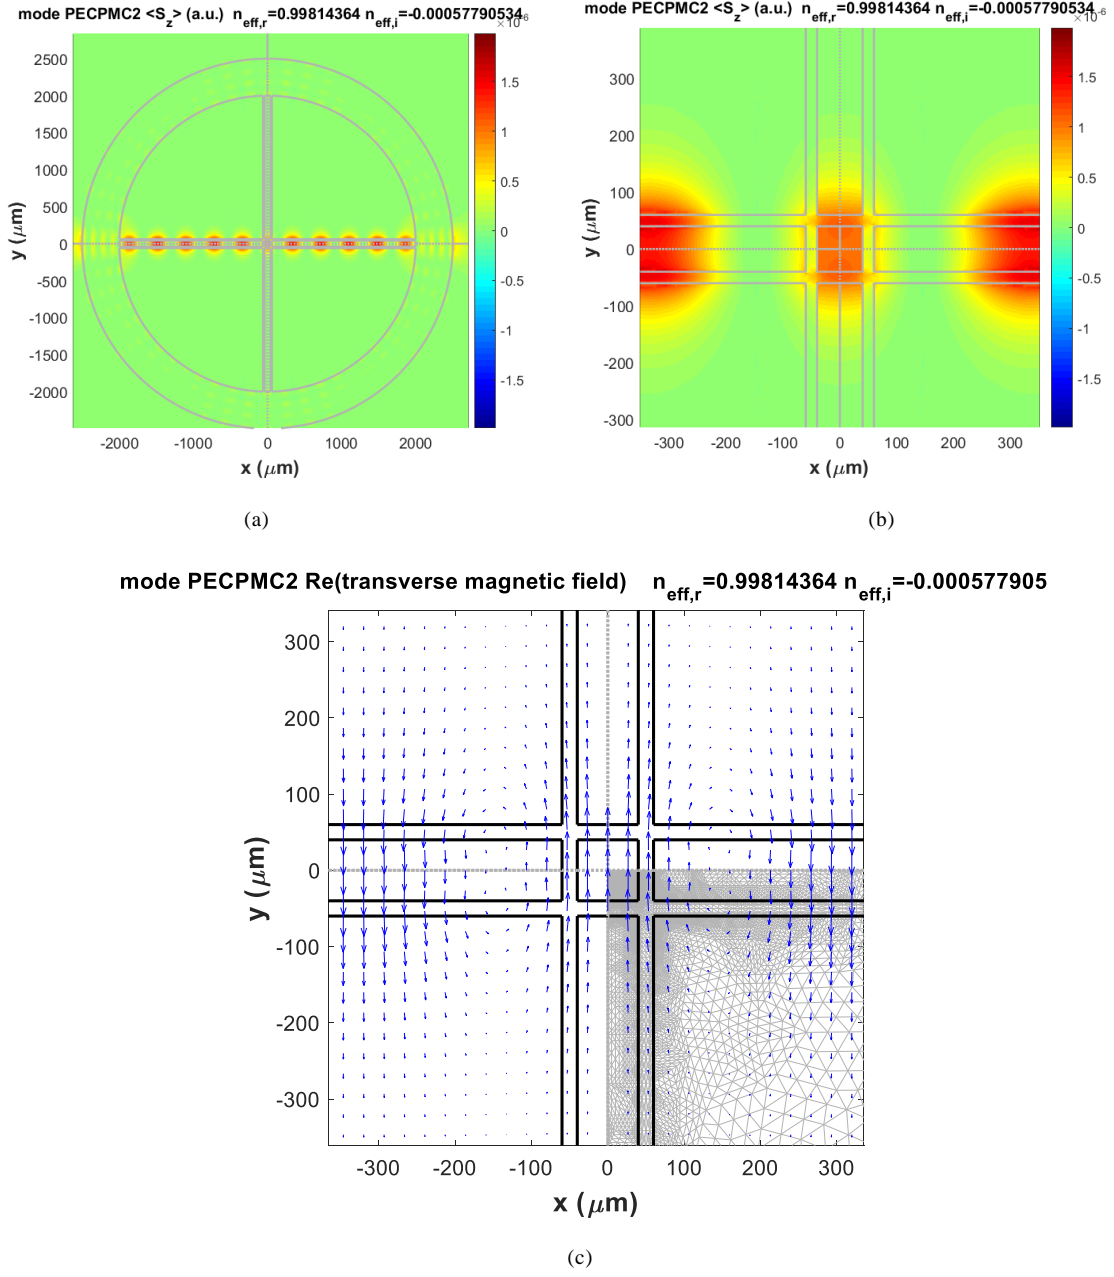 mode PECPMC2 <S_z> (a.u.) n_eff,r=0.99814364 n_eff,i=-0.00057790534
×10^-6
2500
2000
1500
1000
500
0
-500
-1000
-1500
-2000
y (μm)
-2000 -1000 0 1000 2000
x (μm)
1.5
1
0.5
0
-0.5
-1
-1.5
(a)
mode PECPMC2 <S_z> (a.u.) n_eff,r=0.99814364 n_eff,i=-0.00057790534
×10^-6
300
200
100
0
-100
-200
-300
y (μm)
-300 -200 -100 0 100 200 300
x (μm)
1.5
1
0.5
0
-0.5
-1
-1.5
(b)
mode PECPMC2 Re(transverse magnetic field) n_eff,r=0.99814364 n_eff,i=-0.000577905
300
200
100
0
-100
-200
-300
y (μm)
-300 -200 -100 0 100 200 300
x (μm)
(c)